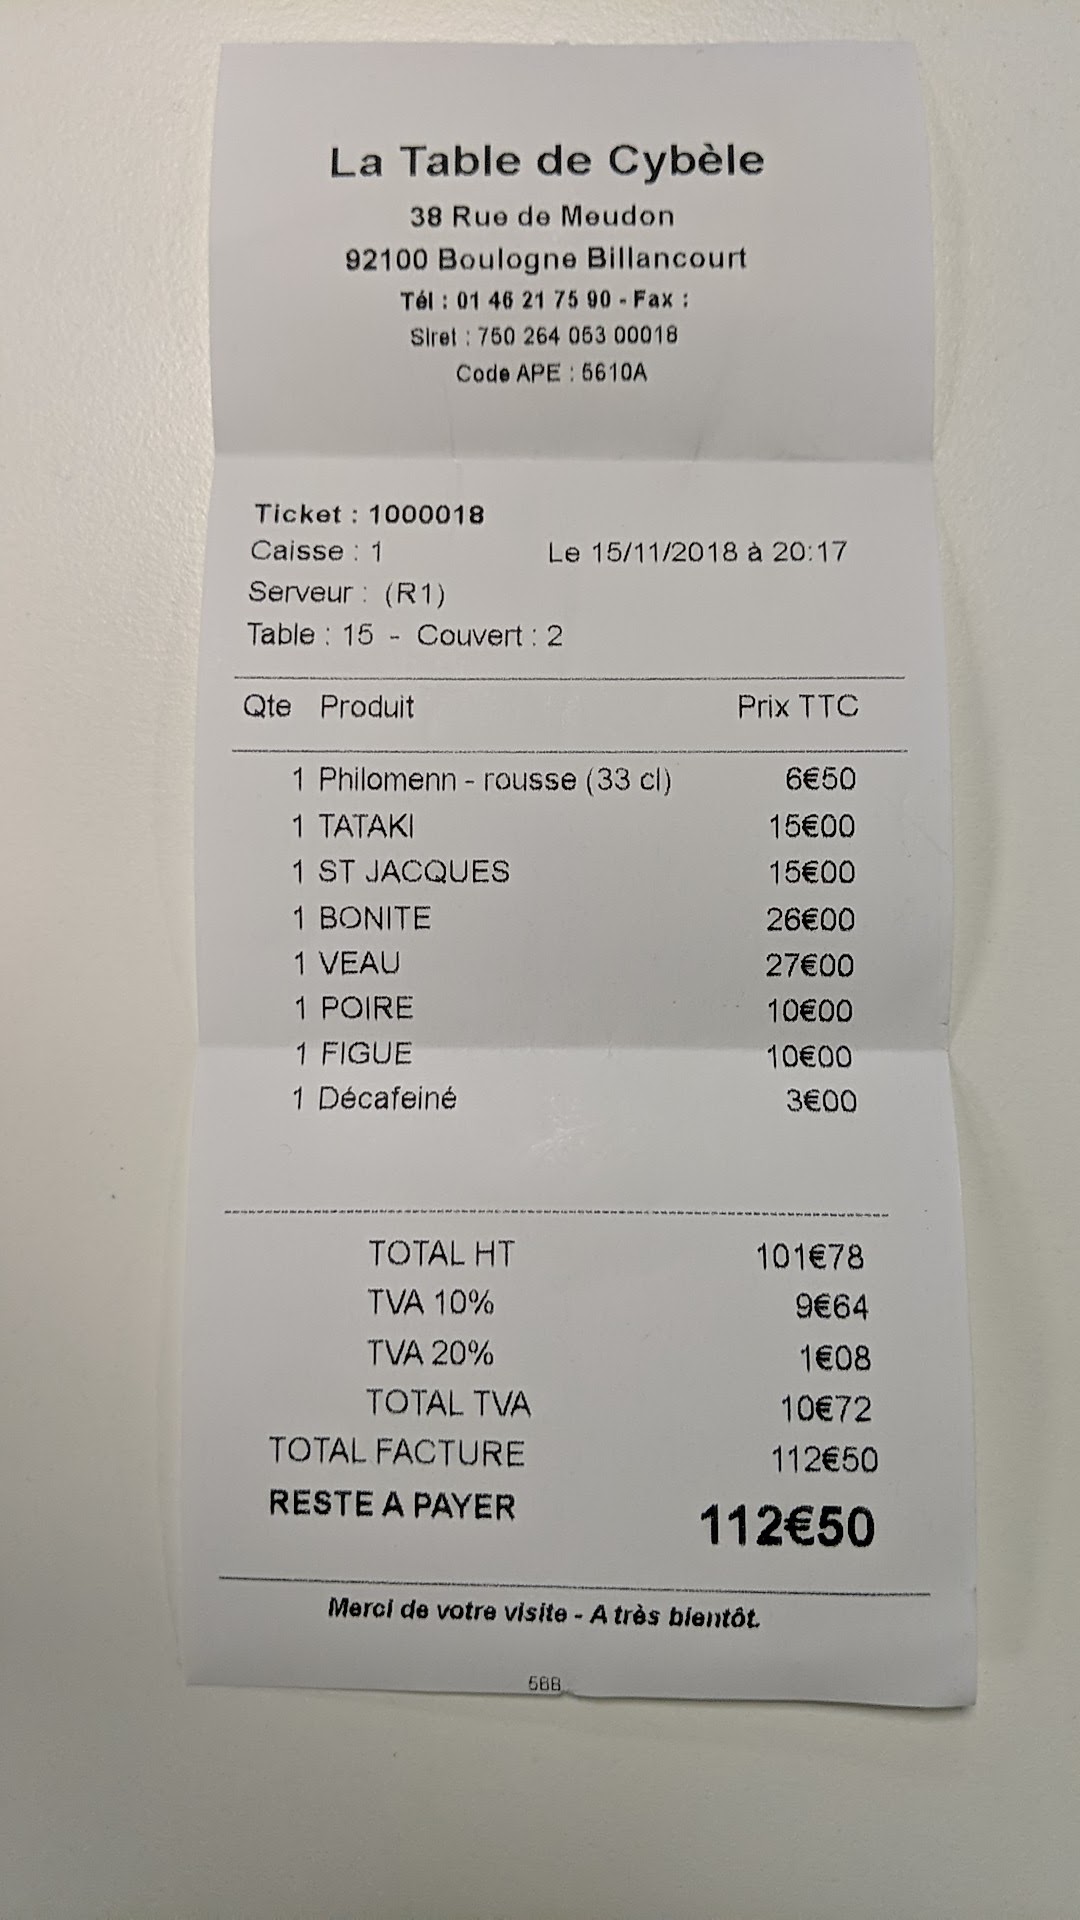 La Table de Cybèle
38 Rue de Meudon
92100 Boulogne Billancourt
Tél : 01 46 21 75 90 - Fax :
Siret : 750 264 053 00018
Code APE : 5610A
Ticket : 1000018
Caisse : 1 Le 15/11/2018 à 20:17
Serveur : (R1)
Table : 15 - Couvert : 2
Qte Produit Prix TTC
1 Philomenn - rousse (33 cl) 6€50
1 TATAKI 15€00
1 ST JACQUES 15€00
1 BONITE 26€00
1 VEAU 27€00
1 POIRE 10€00
1 FIGUE 10€00
1 Décafeiné 3€00
TOTAL HT 101€78
TVA 10% 9€64
TVA 20% 1€08
TOTAL TVA 10€72
TOTAL FACTURE 112€50
RESTE A PAYER 112€50
Merci de votre visite - A très bientôt.